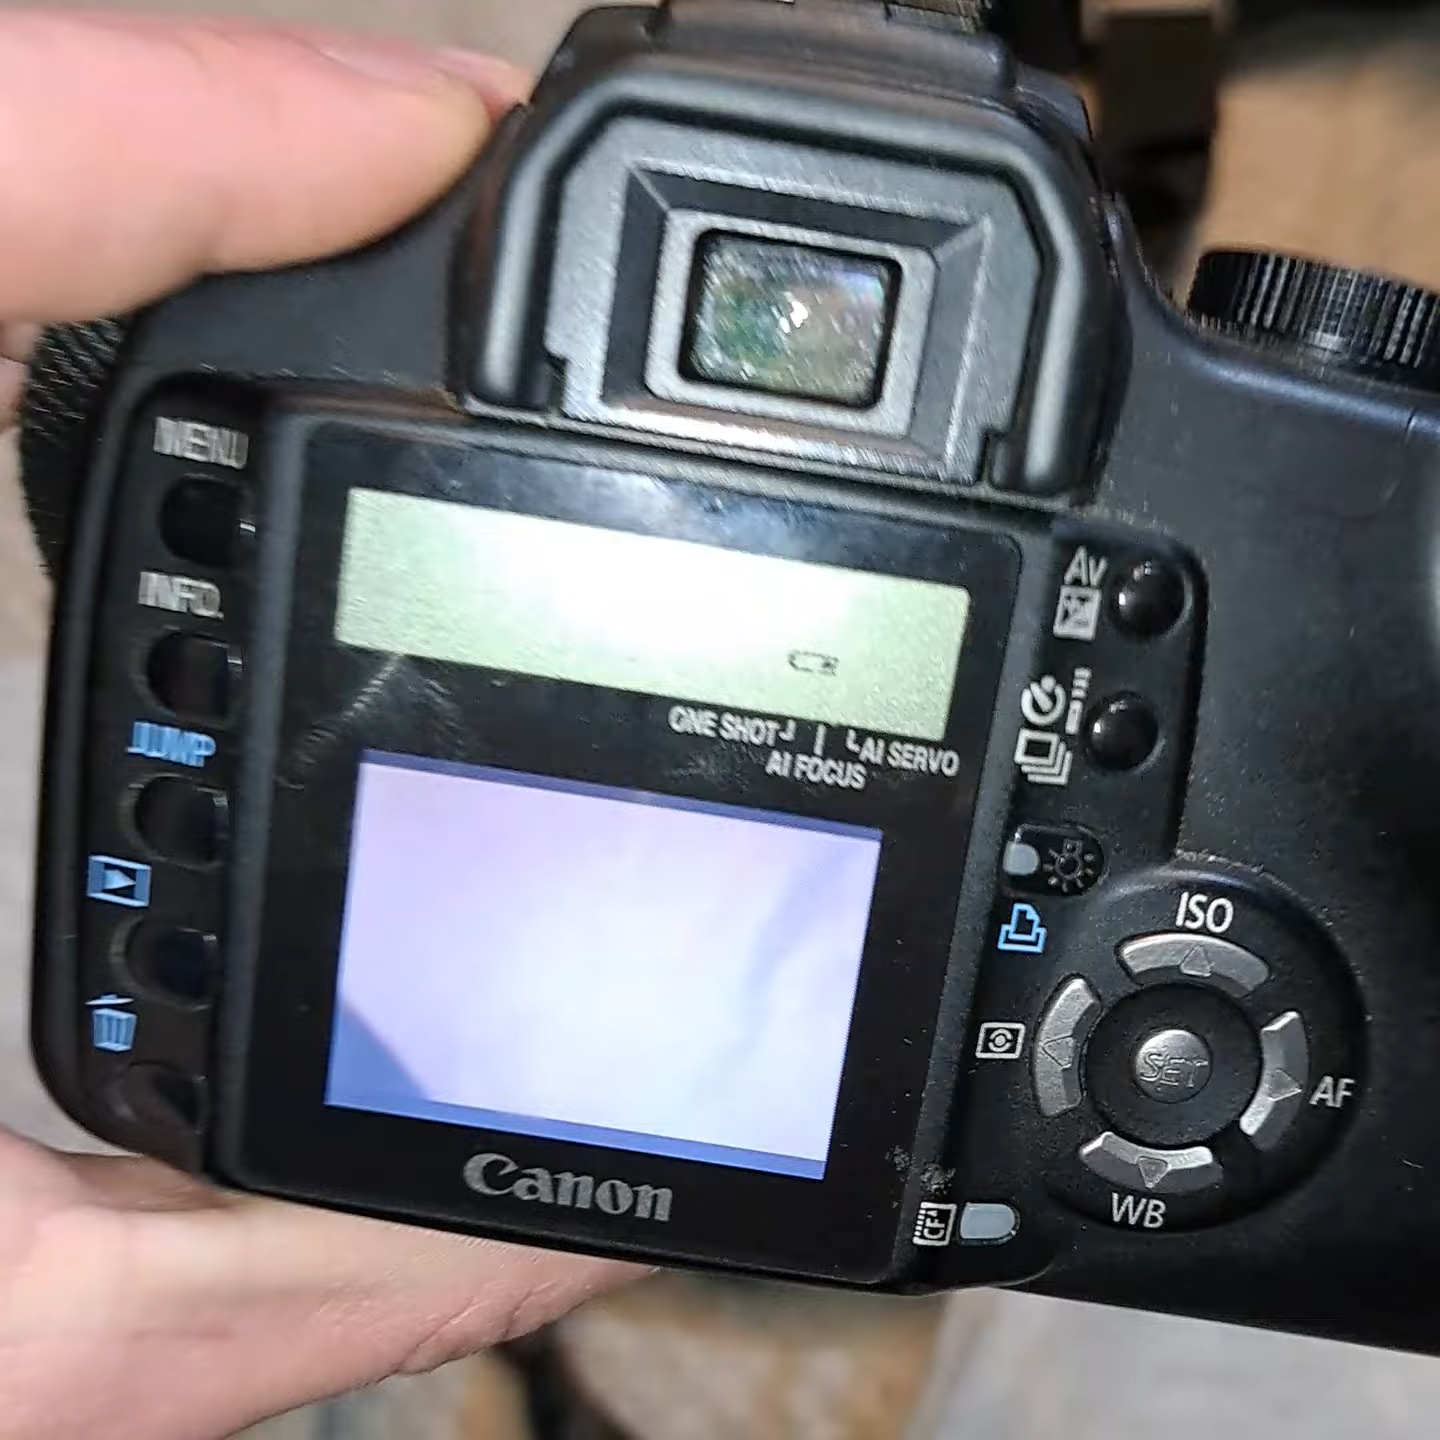 MENU
INFO.
JUMP
ONE SHOT
AI SERVO
AI FOCUS
Av
ISO
SET
AF
WB
CF
Canon